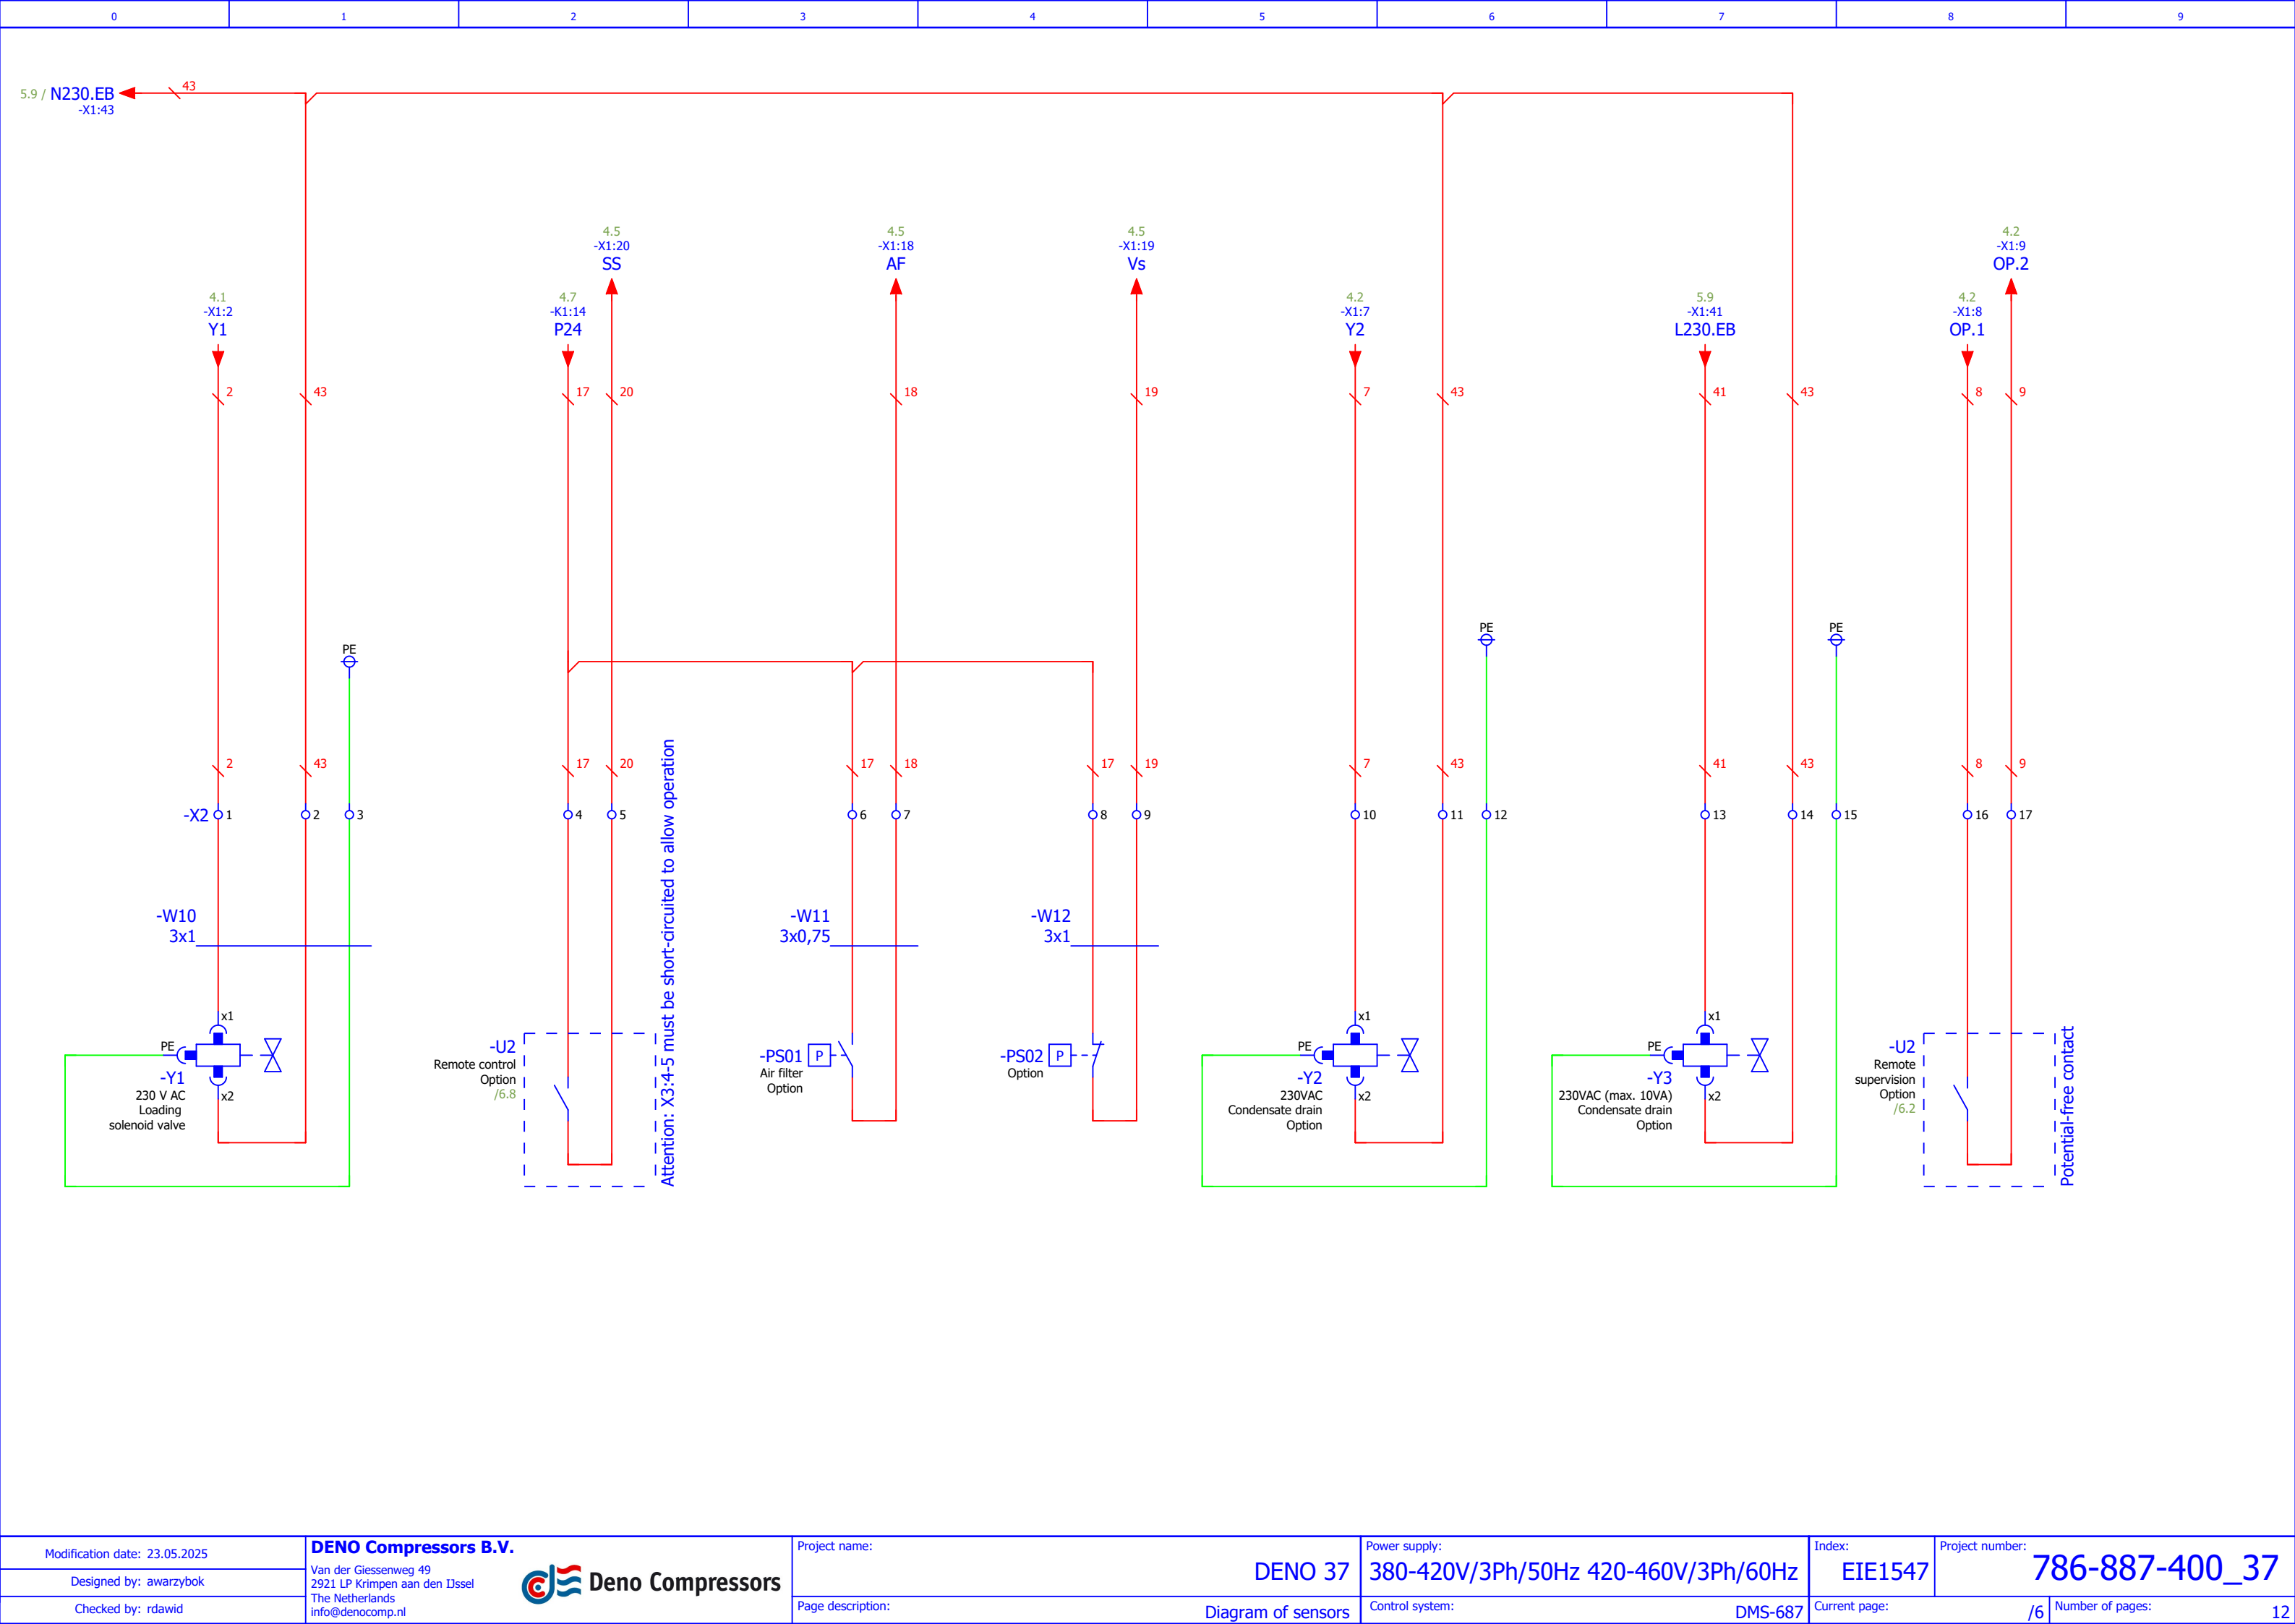 0 1 2 3 4 5 6 7 8 9
5.9 / N230.EB
-X1:43
43
4.5
-X1:20
SS
4.5
-X1:18
AF
4.5
-X1:19
Vs
4.2
-X1:9
OP.2
4.1
-X1:2
Y1
4.7
-K1:14
P24
4.2
-X1:7
Y2
5.9
-X1:41
L230.EB
4.2
-X1:8
OP.1
2 43 17 20 18 19 7 43 41 43 8 9
PE
PE
PE
2 43 17 20 17 18 17 19 7 43 41 43 8 9
-X2 1 2 3 4 5 6 7 8 9 10 11 12 13 14 15 16 17
-W10
3x1
-W11
3x0,75
-W12
3x1
x1
PE
-Y1
x2
230 V AC
Loading
solenoid valve
-U2
Remote control
Option
/6.8
Attention: X3:4-5 must be short-circuited to allow operation
-PS01 P
Air filter
Option
-PS02 P
Option
x1
PE
-Y2
x2
230VAC
Condensate drain
Option
x1
PE
-Y3
x2
230VAC (max. 10VA)
Condensate drain
Option
-U2
Remote
supervision
Option
/6.2
Potential-free contact
Modification date: 23.05.2025
Designed by: awarzybok
Checked by: rdawid
DENO Compressors B.V.
Van der Giessenweg 49
2921 LP Krimpen aan den IJssel
The Netherlands
info@denocomp.nl
Deno Compressors
Project name:
DENO 37
Page description:
Diagram of sensors
Power supply:
380-420V/3Ph/50Hz 420-460V/3Ph/60Hz
Control system:
DMS-687
Index:
EIE1547
Project number:
786-887-400_37
Current page:
/6
Number of pages:
12